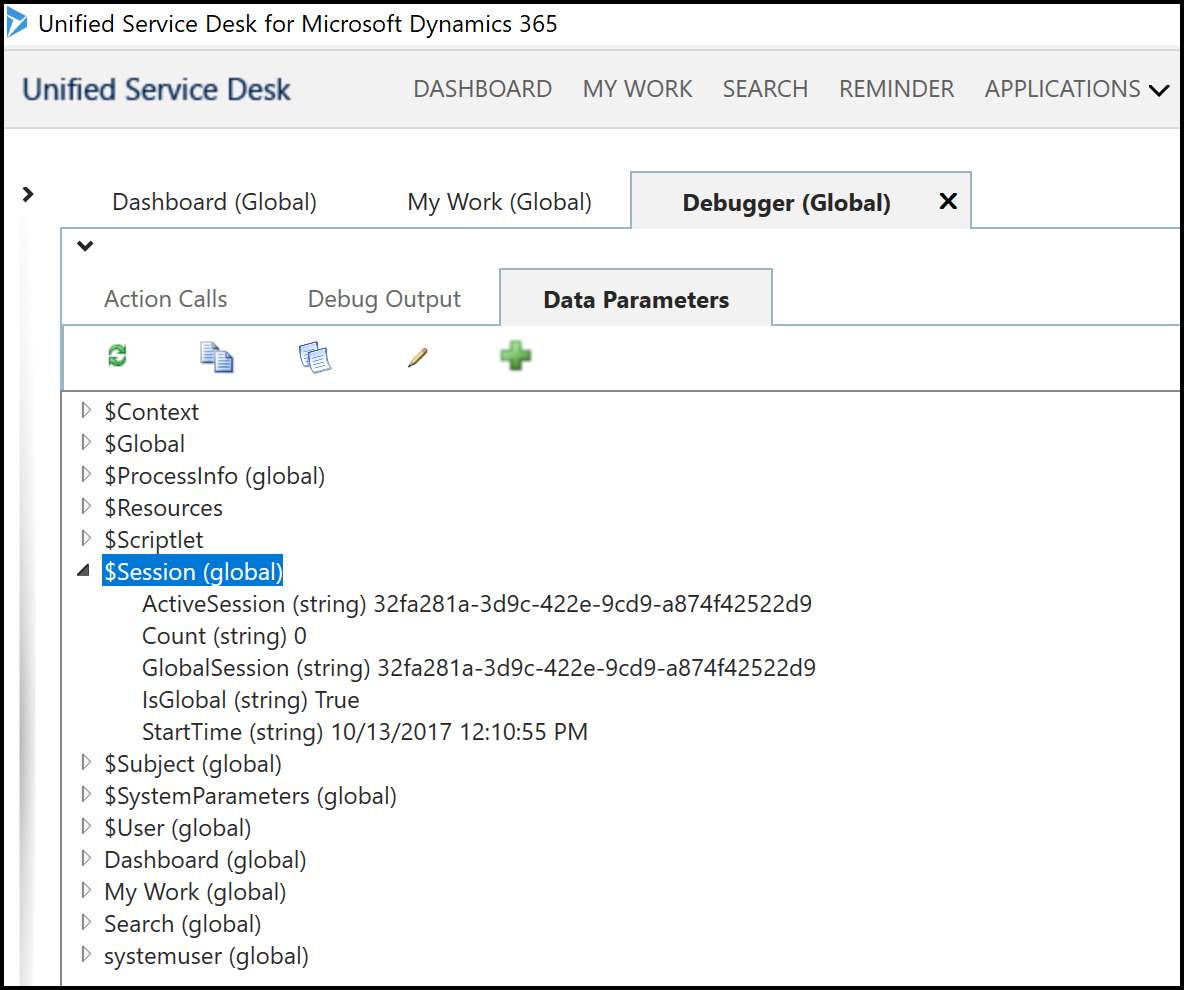 Unified Service Desk for Microsoft Dynamics 365
Unified Service Desk DASHBOARD MY WORK SEARCH REMINDER APPLICATIONS
Dashboard (Global) My Work (Global) Debugger (Global)
Action Calls Debug Output Data Parameters
$Context
$Global
$ProcessInfo (global)
$Resources
$Scriptlet
$Session (global)
ActiveSession (string) 32fa281a-3d9c-422e-9cd9-a874f42522d9
Count (string) 0
GlobalSession (string) 32fa281a-3d9c-422e-9cd9-a874f42522d9
IsGlobal (string) True
StartTime (string) 10/13/2017 12:10:55 PM
$Subject (global)
$SystemParameters (global)
$User (global)
Dashboard (global)
My Work (global)
Search (global)
systemuser (global)